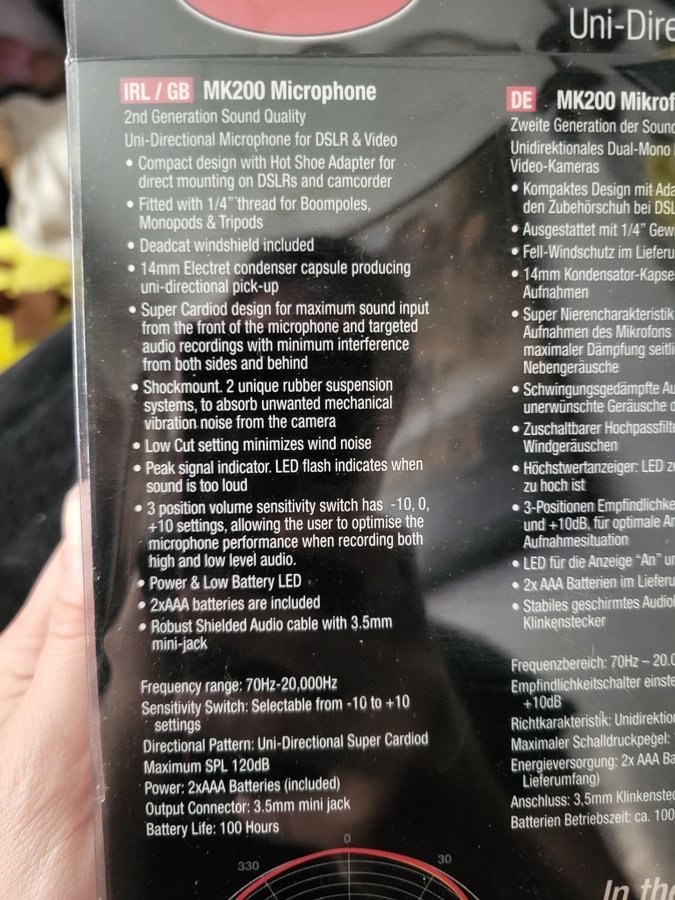 Uni-Dire
IRL / GB MK200 Microphone
2nd Generation Sound Quality
Uni-Directional Microphone for DSLR & Video
• Compact design with Hot Shoe Adapter for
direct mounting on DSLRs and camcorder
• Fitted with 1/4” thread for Boompoles,
Monopods & Tripods
• Deadcat windshield included
• 14mm Electret condenser capsule producing
uni-directional pick-up
• Super Cardiod design for maximum sound input
from the front of the microphone and targeted
audio recordings with minimum interference
from both sides and behind
• Shockmount. 2 unique rubber suspension
systems, to absorb unwanted mechanical
vibration noise from the camera
• Low Cut setting minimizes wind noise
• Peak signal indicator. LED flash indicates when
sound is too loud
• 3 position volume sensitivity switch has -10, 0,
+10 settings, allowing the user to optimise the
microphone performance when recording both
high and low level audio.
• Power & Low Battery LED
• 2xAAA batteries are included
• Robust Shielded Audio cable with 3.5mm
mini-jack
Frequency range: 70Hz-20,000Hz
Sensitivity Switch: Selectable from -10 to +10
settings
Directional Pattern: Uni-Directional Super Cardiod
Maximum SPL 120dB
Power: 2xAAA Batteries (included)
Output Connector: 3.5mm mini jack
Battery Life: 100 Hours
330 0 30
DE MK200 Mikrof
Zweite Generation der Sound
Unidirektionales Dual-Mono
Video-Kameras
• Kompaktes Design mit Ada
den Zubehörschuh bei DSL
• Ausgestattet mit 1/4” Gewi
• Fell-Windschutz im Lieferu
• 14mm Kondensator-Kapse
Aufnahmen
• Super Nierencharakteristik
Aufnahmen des Mikrofons
maximaler Dämpfung seitli
Nebengeräusche
• Schwingungsgedämpfte Au
unerwünschte Geräusche d
• Zuschaltbarer Hochpassfilte
Windgeräuschen
• Höchstwertanzeiger: LED z
zu hoch ist
• 3-Positionen Empfindlichke
und +10dB, für optimale An
Aufnahmesituation
• LED für die Anzeige “An” un
• 2x AAA Batterien im Lieferu
• Stabiles geschirmtes Audiol
Klinkenstecker
Frequenzbereich: 70Hz – 20.0
Empfindlichkeitschalter einste
+10dB
Richtkarakteristik: Unidirektion
Maximaler Schalldruckpegel:
Energieversorgung: 2x AAA Ba
Lieferumfang)
Anschluss: 3,5mm Klinkenste
Batterien Betriebszeit: ca. 100
In the